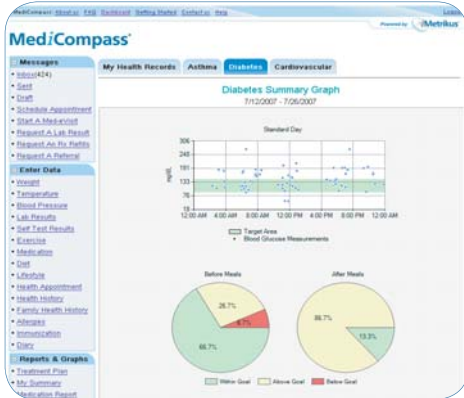 MediCompass: About us FAQ Dashboard Getting Started Contact us Help
Powered by iMetrikus
MediCompass
Messages
Inbox(424)
Sent
Draft
Schedule Appointment
Start A Med-eVisit
Request A Lab Result
Request An Rx Refills
Request A Referral
Enter Data
Weight
Temperature
Blood Pressure
Lab Results
Self Test Results
Exercise
Medication
Diet
Lifestyle
Health Appointment
Health History
Family Health History
Allergies
Immunization
Diary
Reports & Graphs
Treatment Plan
My Summary
Medication Report
My Health Records Asthma Diabetes Cardiovascular
Diabetes Summary Graph
7/12/2007 - 7/26/2007
Standard Day
mg/dL
306
248
191
133
76
18
12:00 AM 4:00 AM 8:00 AM 12:00 PM 4:00 PM 8:00 PM 12:00 AM
Target Area
Blood Glucose Measurements
Before Meals
26.7%
6.7%
66.7%
After Meals
86.7%
13.3%
Within Goal Above Goal Below Goal